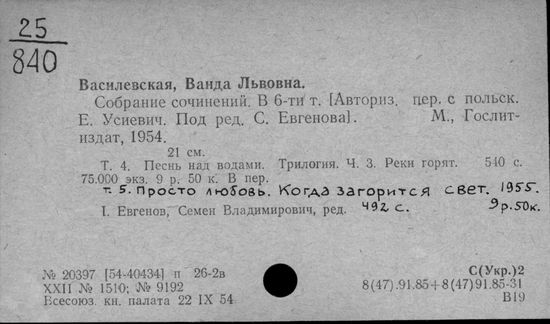 25
840
Василевская, Ванда Львовна.
Собрание сочинений. В 6-ти т. [Авториз. пер. с польск.
Е. Усиевич. Под ред. С. Евгенова]. М., Гослит-
издат, 1954.
21 см.
Т. 4. Песнь над водами. Трилогия. Ч. 3. Реки горят. 540 с.
75.000 экз. 9 р. 50 к. В пер.
т. 5. Просто любовь. Когда загорится свет. 1955.
492 с. 9р.50к.
I. Евгенов, Семен Владимирович, ред.
№ 20397 [54-40434] п 26-2в
С(Укр.)2
XXII № 1510; № 9192
8(47).91.85+8(47)91.85-31
Всесоюз. кн. палата 22 IX 54
В19